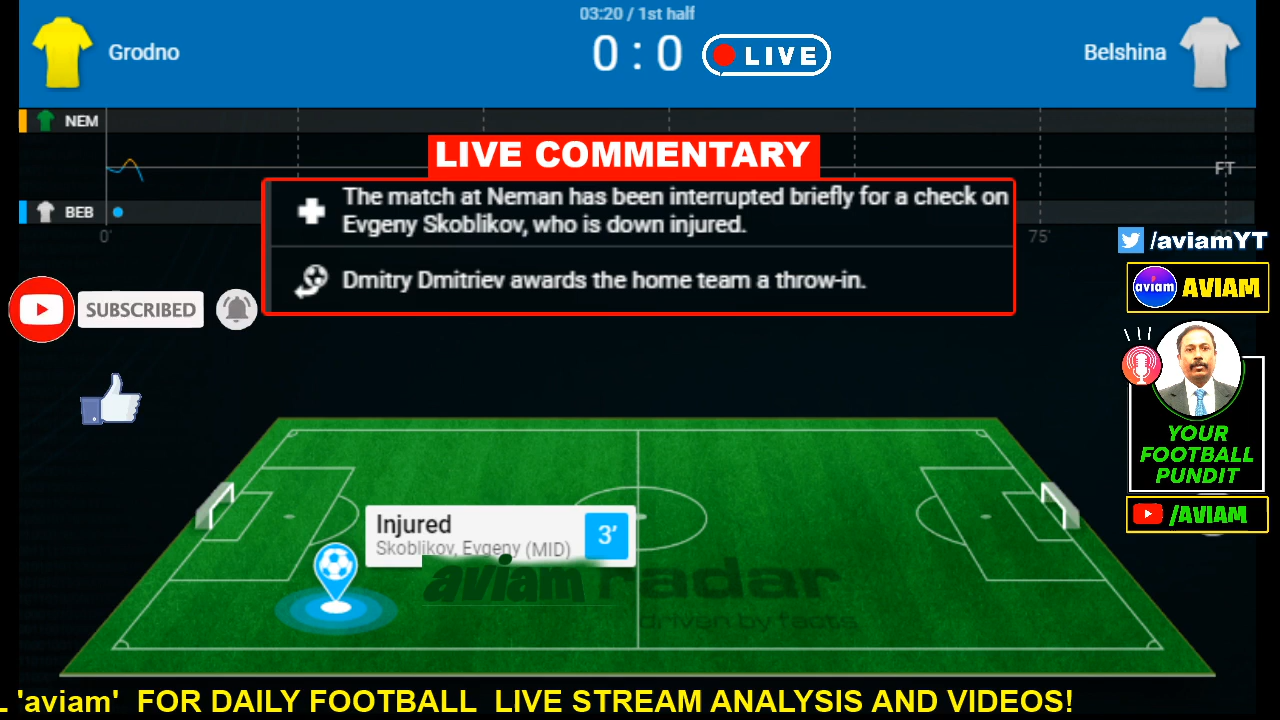 03:20 / 1st half
Grodno
0 : 0
LIVE
Belshina
NEM
LIVE COMMENTARY
The match at Neman has been interrupted briefly for a check on
Evgeny Skoblikov, who is down injured.
FT
BEB
0'
75'
Dmitry Dmitriev awards the home team a throw-in.
/aviamYT
aviam
AVIAM
SUBSCRIBED
YOUR
FOOTBALL
PUNDIT
/AVIAM
Injured
Skoblikov, Evgeny (MID)
3'
aviam radar
driven by facts
L 'aviam' FOR DAILY FOOTBALL LIVE STREAM ANALYSIS AND VIDEOS!